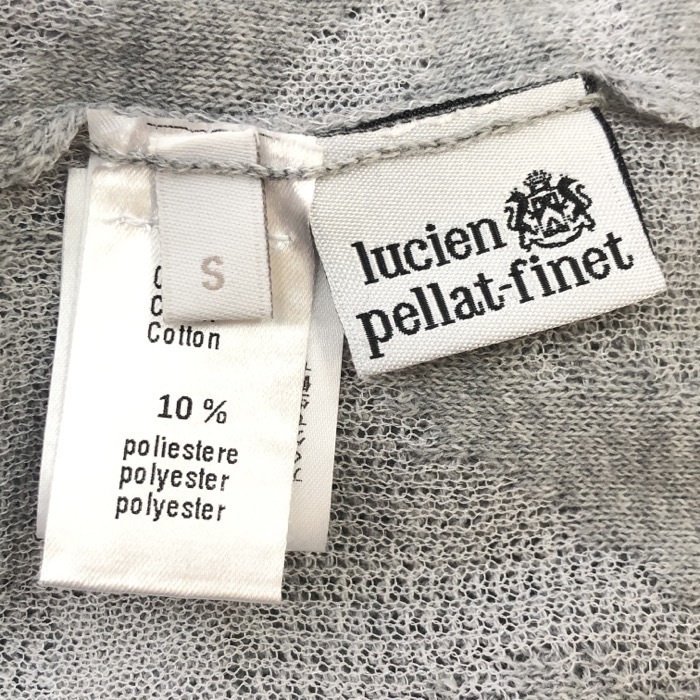 S
Cotton
10 %
poliestere
polyester
polyester
lucien
pellat-finet